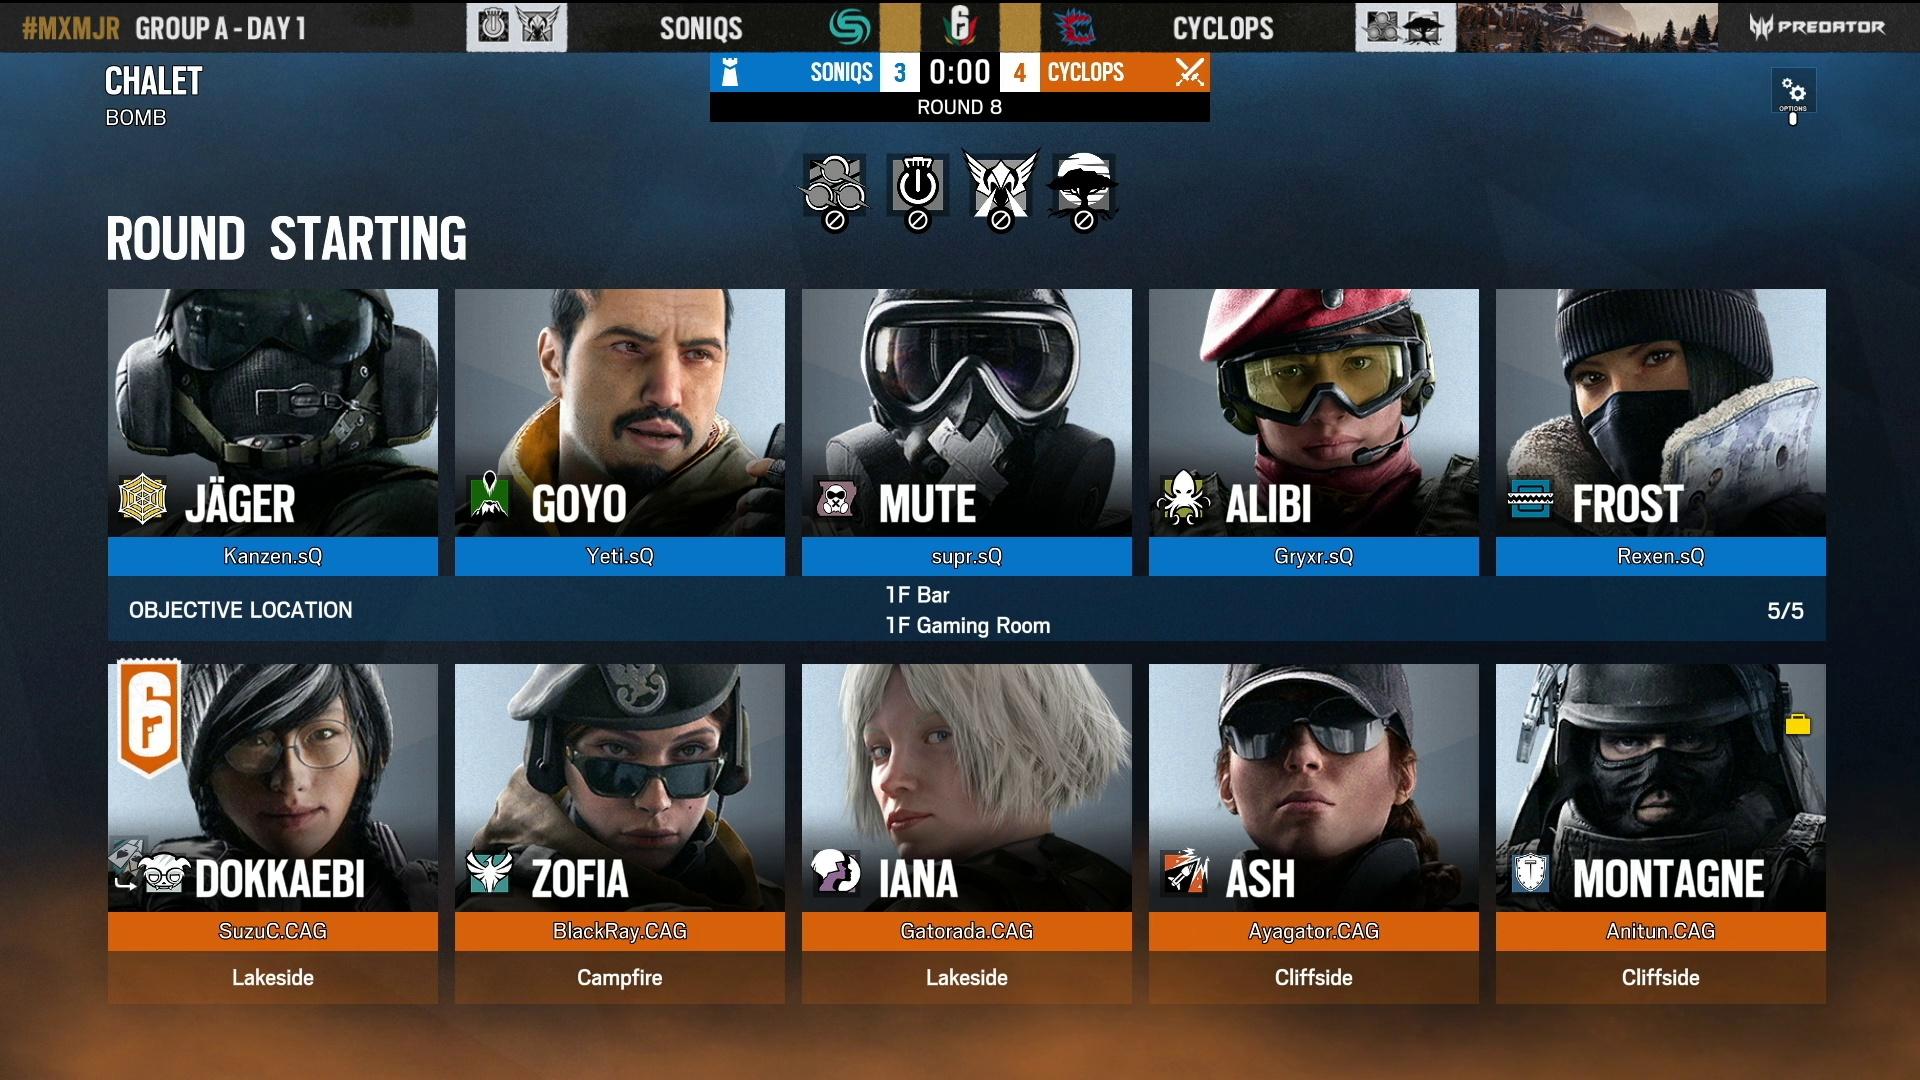 #MXMJR GROUP A - DAY 1
SONIQS
6
CYCLOPS
PREDATOR
CHALET
BOMB
SONIQS 3 0:00 4 CYCLOPS
ROUND 8
OPTIONS
ROUND STARTING
JÄGER
GOYO
MUTE
ALIBI
FROST
Kanzen.sQ
Yeti.sQ
supr.sQ
Gryxr.sQ
Rexen.sQ
OBJECTIVE LOCATION
1F Bar
1F Gaming Room
5/5
6
DOKKAEBI
ZOFIA
IANA
ASH
MONTAGNE
SuzuC.CAG
BlackRay.CAG
Gatorada.CAG
Ayagator.CAG
Anitun.CAG
Lakeside
Campfire
Lakeside
Cliffside
Cliffside